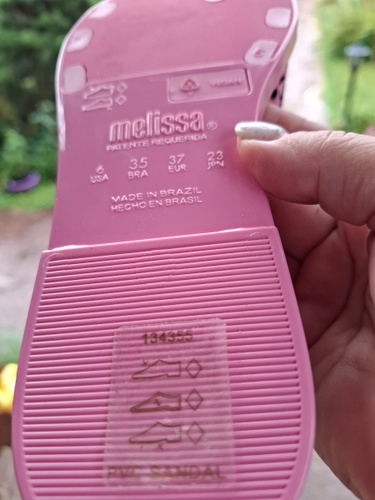 VEGAN
melissa®
PATENTE REQUERIDA
6 35 37 23
USA BRA EUR JPN
MADE IN BRAZIL
HECHO EN BRASIL
134355
PVC SANDAL